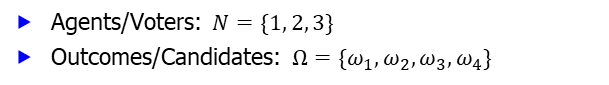 Agents/Voters: N = {1, 2, 3}
Outcomes/Candidates: Ω = {ω₁, ω₂, ω₃, ω₄}